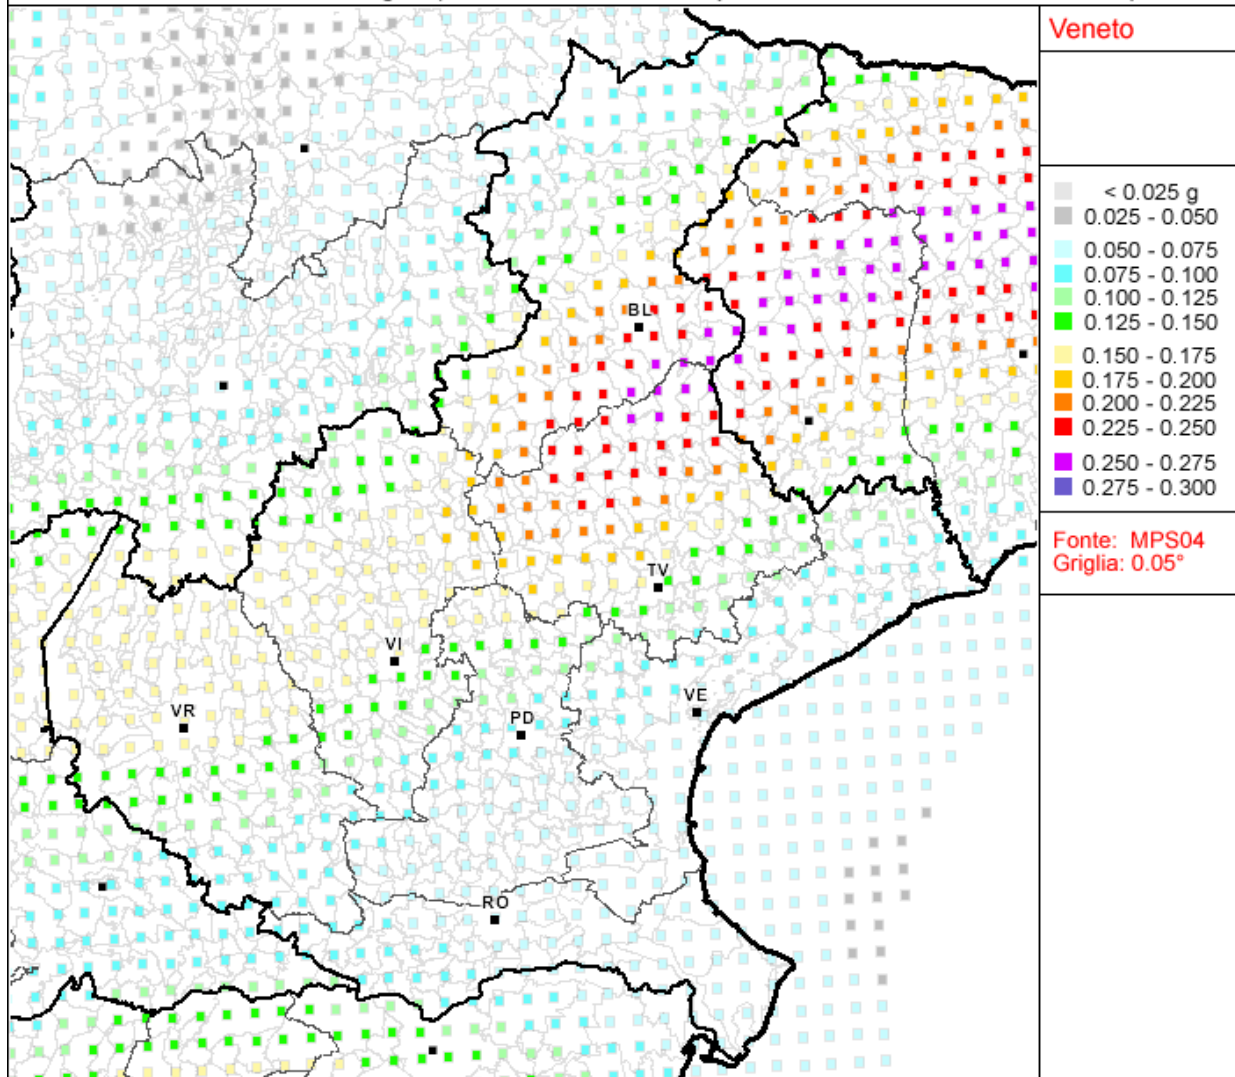 Veneto
< 0.025 g
0.025 - 0.050
0.050 - 0.075
0.075 - 0.100
0.100 - 0.125
0.125 - 0.150
0.150 - 0.175
0.175 - 0.200
0.200 - 0.225
0.225 - 0.250
0.250 - 0.275
0.275 - 0.300
Fonte: MPS04
Griglia: 0.05°
BL
TV
VI
VE
VR
PD
RO